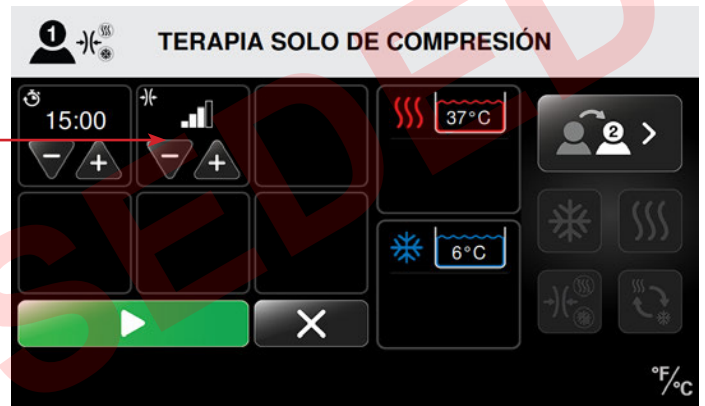 1 TERAPIA SOLO DE COMPRESIÓN
15:00
37°C
2
6°C
°F/°C
SEDED